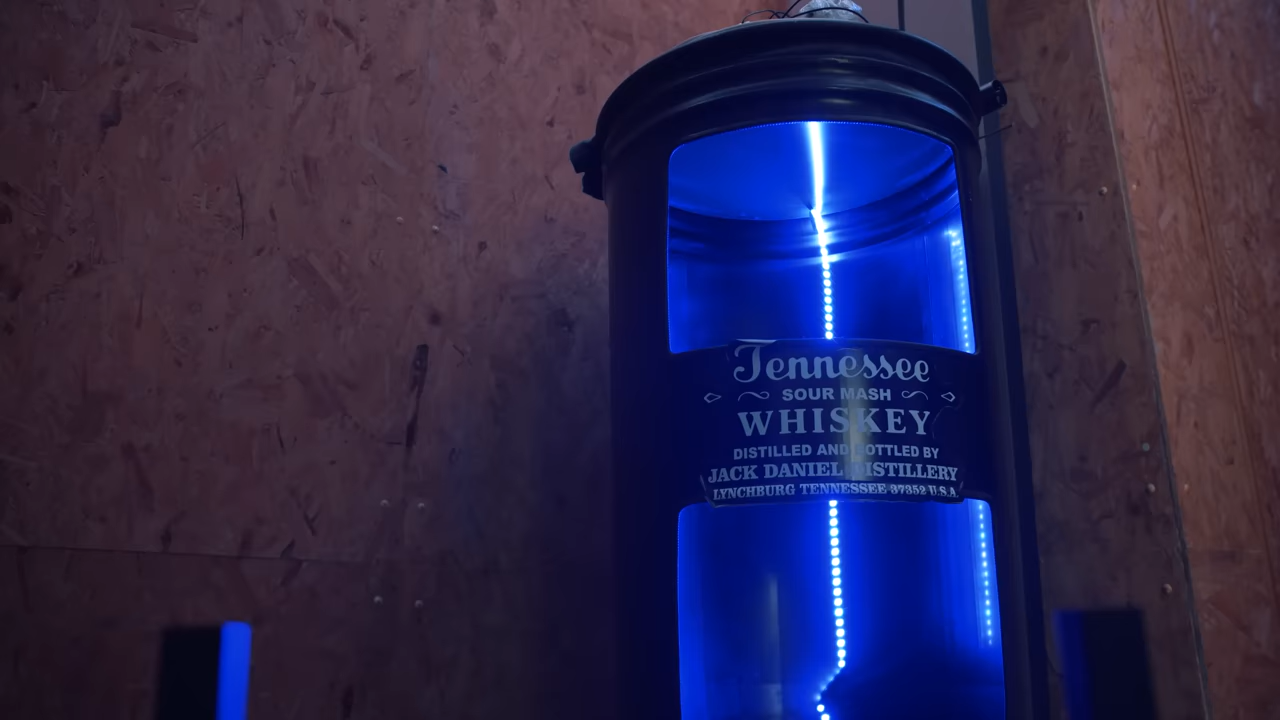 Tennessee
SOUR MASH
WHISKEY
DISTILLED AND BOTTLED BY
JACK DANIEL DISTILLERY
LYNCHBURG TENNESSEE 37352 U.S.A.